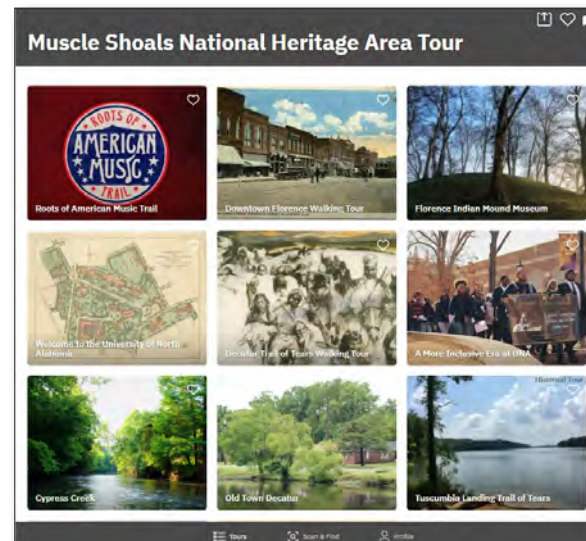 Muscle Shoals National Heritage Area Tour
ROOTS OF
AMERICAN
MUSIC
TRAIL
Roots of American Music Trail
Downtown Florence Walking Tour
Florence Indian Mound Museum
Welcome to the University of North
Alabama
Decatur Trail of Tears Walking Tour
A More Inclusive Era at UNA
Historical Tour
Cypress Creek
Old Town Decatur
Tuscumbia Landing Trail of Tears
Tours
Scan & Find
Profile